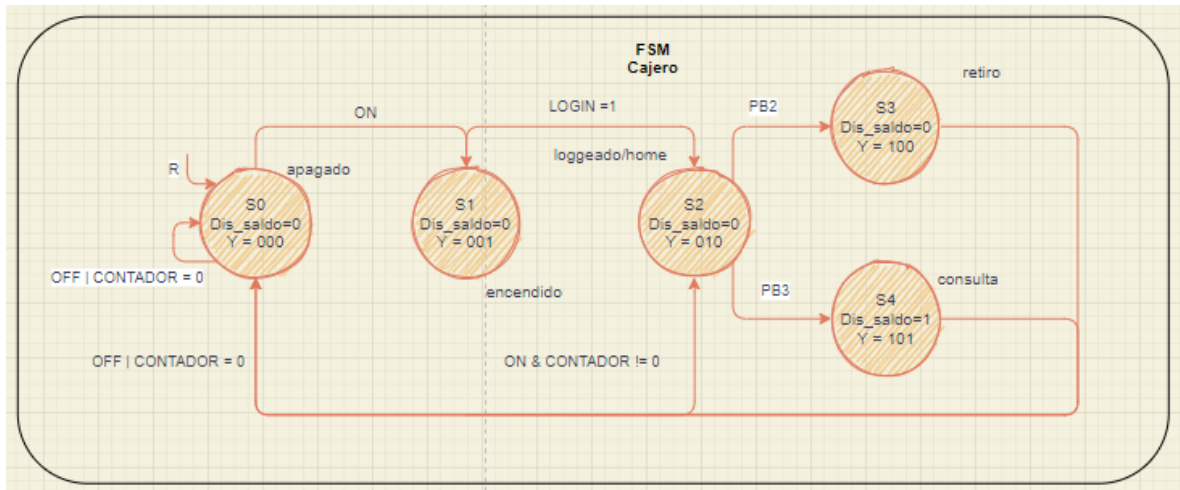 FSM
Cajero
retiro
ON
LOGIN =1
PB2
S3
Dis_saldo=0
Y = 100
R
apagado
loggeado/home
S0
Dis_saldo=0
Y = 000
S1
Dis_saldo=0
Y = 001
S2
Dis_saldo=0
Y = 010
OFF | CONTADOR = 0
encendido
PB3
consulta
S4
Dis_saldo=1
Y = 101
OFF | CONTADOR = 0
ON & CONTADOR != 0